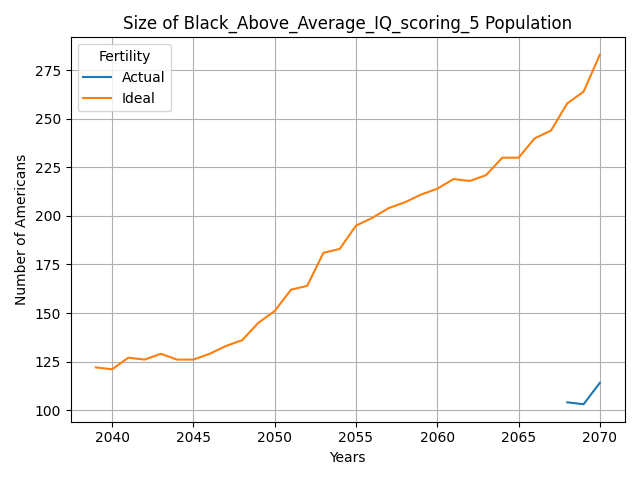 Size of Black_Above_Average_IQ_scoring_5 Population
Fertility
Actual
Ideal
Number of Americans
275
250
225
200
175
150
125
100
2040 2045 2050 2055 2060 2065 2070
Years